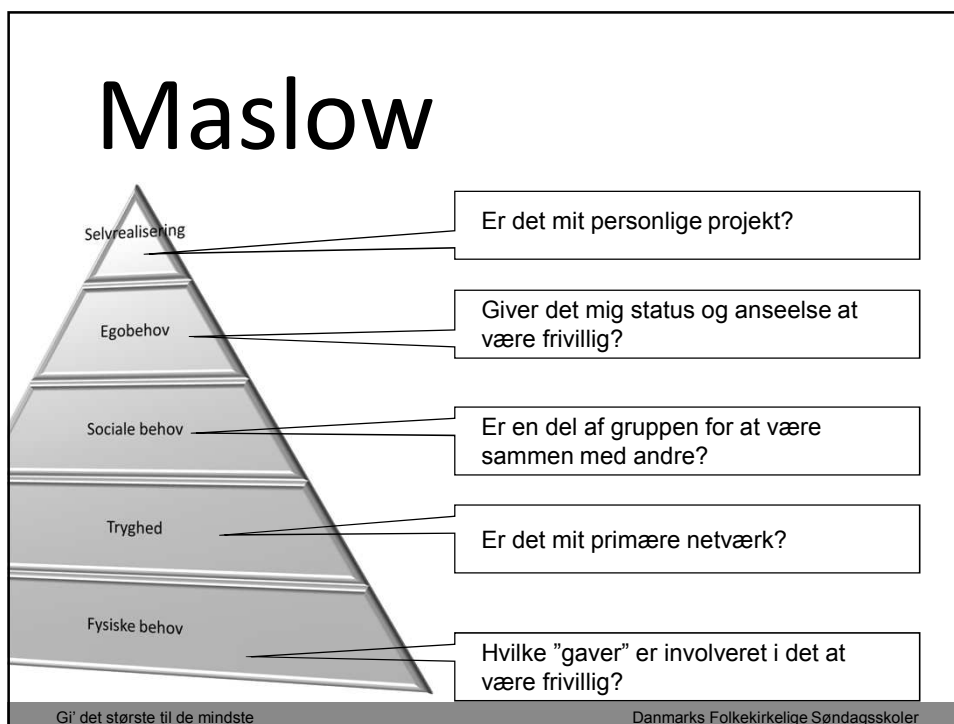 Maslow
Selvrealisering
Er det mit personlige projekt?
Egobehov
Giver det mig status og anseelse at
være frivillig?
Sociale behov
Er en del af gruppen for at være
sammen med andre?
Tryghed
Er det mit primære netværk?
Fysiske behov
Hvilke ”gaver” er involveret i det at
være frivillig?
Gi’ det største til de mindste
Danmarks Folkekirkelige Søndagsskoler